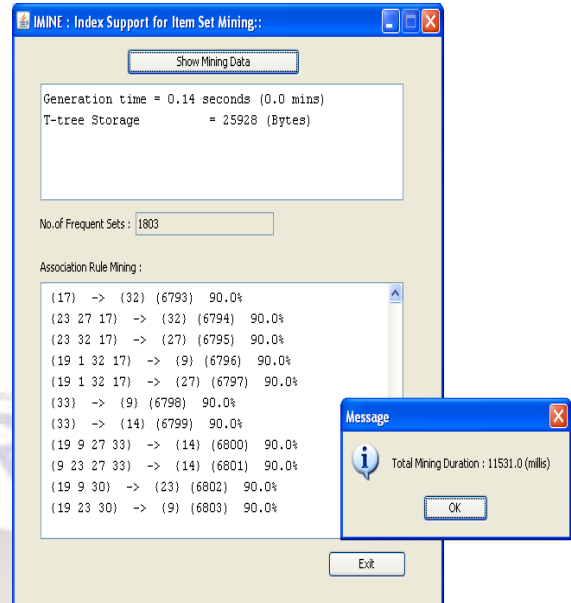 IMINE : Index Support for Item Set Mining::
Show Mining Data
Generation time = 0.14 seconds (0.0 mins)
T-tree Storage = 25928 (Bytes)
No.of Frequent Sets : 1803
Association Rule Mining :
(17) -> (32) (6793) 90.0%
(23 27 17) -> (32) (6794) 90.0%
(23 32 17) -> (27) (6795) 90.0%
(19 1 32 17) -> (9) (6796) 90.0%
(19 1 32 17) -> (27) (6797) 90.0%
(33) -> (9) (6798) 90.0%
(33) -> (14) (6799) 90.0%
(19 9 27 33) -> (14) (6800) 90.0%
(9 23 27 33) -> (14) (6801) 90.0%
(19 9 30) -> (23) (6802) 90.0%
(19 23 30) -> (9) (6803) 90.0%
Exit
Message
Total Mining Duration : 11531.0 (millis)
OK